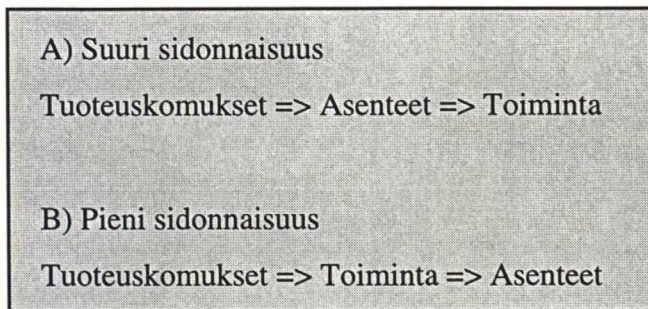 A) Suuri sidonnaisuus
Tuoteuskomukset => Asenteet => Toiminta
B) Pieni sidonnaisuus
Tuoteuskomukset => Toiminta => Asenteet